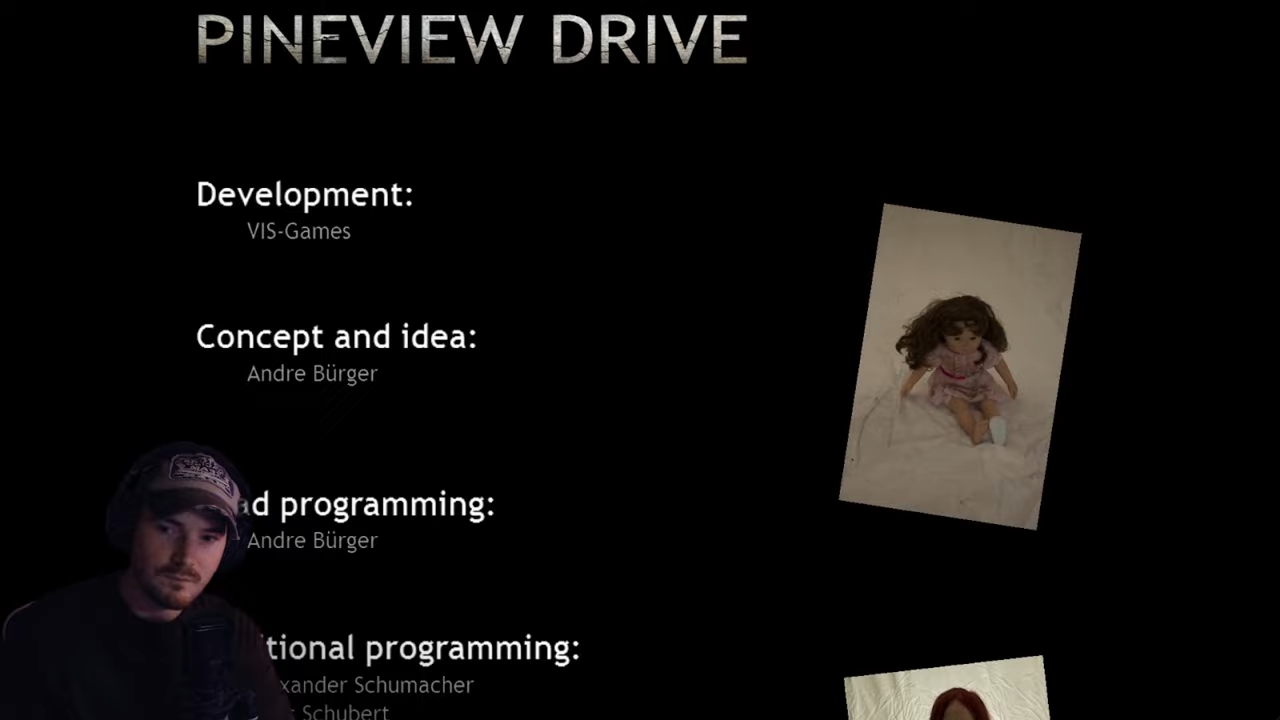 PINEVIEW DRIVE
Development:
VIS-Games
Concept and idea:
Andre Bürger
programming:
Andre Bürger
programming:
Schumacher
Schubert